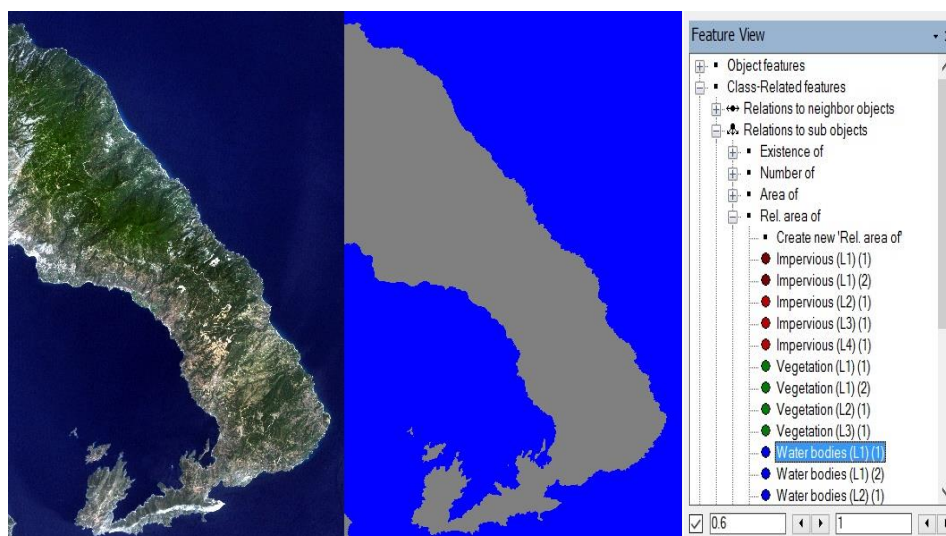 Feature View
Object features
Class-Related features
Relations to neighbor objects
Relations to sub objects
Existence of
Number of
Area of
Rel. area of
Create new 'Rel. area of'
Impervious (L1) (1)
Impervious (L1) (2)
Impervious (L2) (1)
Impervious (L3) (1)
Impervious (L4) (1)
Vegetation (L1) (1)
Vegetation (L1) (2)
Vegetation (L2) (1)
Vegetation (L3) (1)
Water bodies (L1) (1)
Water bodies (L1) (2)
Water bodies (L2) (1)
0.6 1